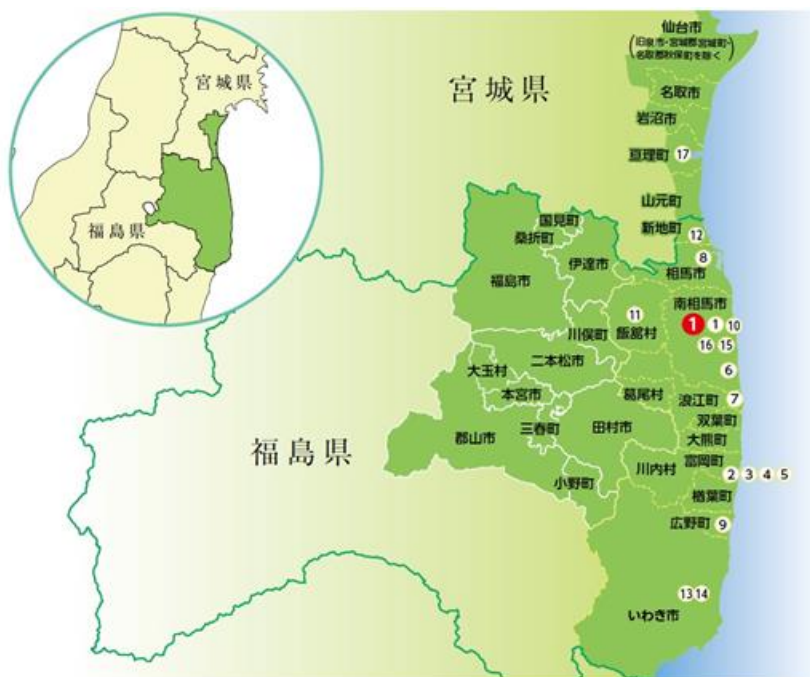 仙台市
(旧泉市・宮城郡宮城町・
名取郡秋保町を除く)
宮城県
宮城県
名取市
岩沼市
亘理町 17
山元町
新地町 12
国見町
桑折町
伊達市
8
相馬市
福島県
福島市
南相馬市
11
飯舘村
1 1 10
川俣町
16 15
二本松市
大玉村
6
本宮市
葛尾村
浪江町 7
双葉町
三春町
田村市
郡山市
大熊町
福島県
川内村
富岡町
2 3 4 5
小野町
楢葉町
広野町 9
13 14
いわき市